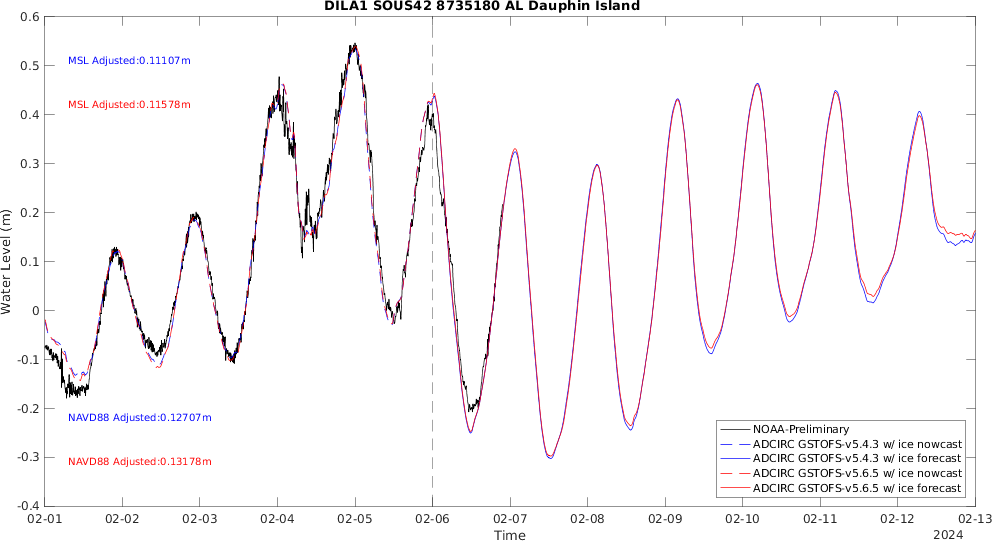 DILA1 SOUS42 8735180 AL Dauphin Island
0.6
0.5
0.4
0.3
0.2
0.1
0
-0.1
-0.2
-0.3
-0.4
Water Level (m)
MSL Adjusted:0.11107m
MSL Adjusted:0.11578m
NAVD88 Adjusted:0.12707m
NAVD88 Adjusted:0.13178m
NOAA-Preliminary
ADCIRC GSTOFS-v5.4.3 w/ ice nowcast
ADCIRC GSTOFS-v5.4.3 w/ ice forecast
ADCIRC GSTOFS-v5.6.5 w/ ice nowcast
ADCIRC GSTOFS-v5.6.5 w/ ice forecast
02-01 02-02 02-03 02-04 02-05 02-06 02-07 02-08 02-09 02-10 02-11 02-12 02-13
Time
2024